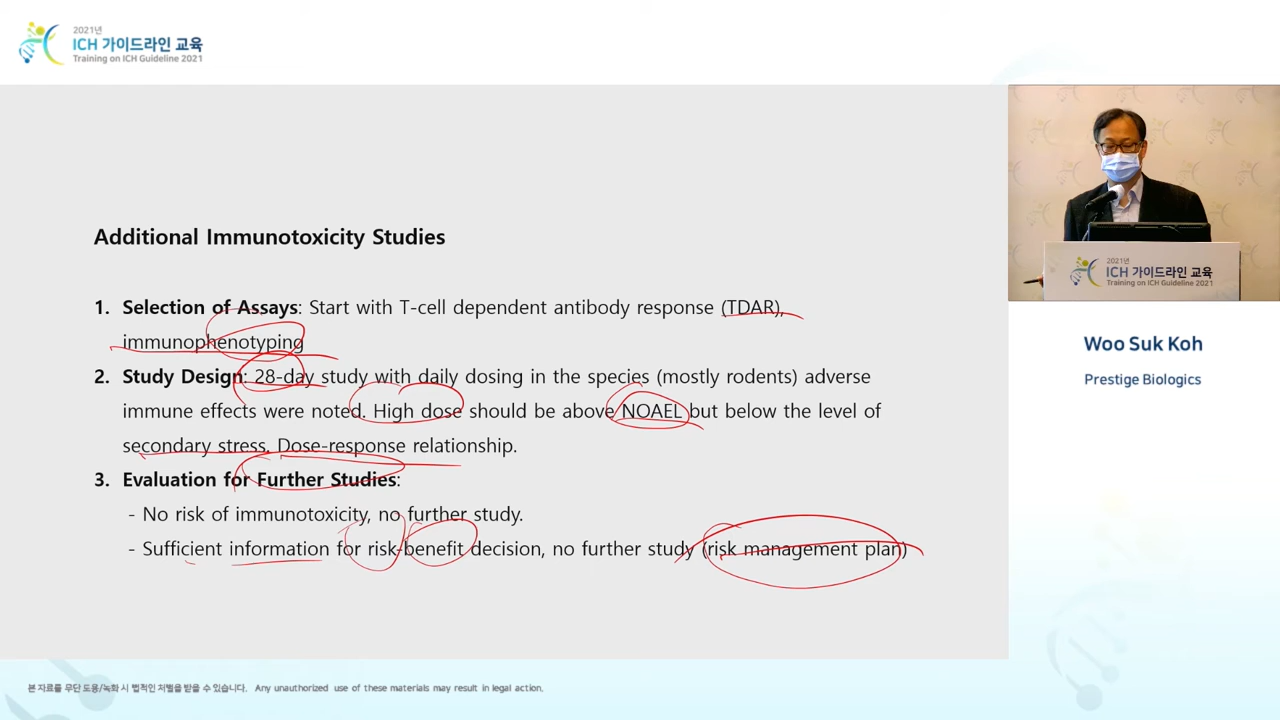 2021년
ICH 가이드라인 교육
Training on ICH Guideline 2021
Additional Immunotoxicity Studies
1. Selection of Assays: Start with T-cell dependent antibody response (TDAR),
immunophenotyping
2. Study Design: 28-day study with daily dosing in the species (mostly rodents) adverse
immune effects were noted. High dose should be above NOAEL but below the level of
secondary stress. Dose-response relationship.
3. Evaluation for Further Studies:
- No risk of immunotoxicity, no further study.
- Sufficient information for risk-benefit decision, no further study (risk management plan)
2021년
ICH 가이드라인 교육
Training on ICH Guideline 2021
Woo Suk Koh
Prestige Biologics
본 자료를 무단 도용/녹화 시 법적인 처벌을 받을 수 있습니다. Any unauthorized use of these materials may result in legal action.